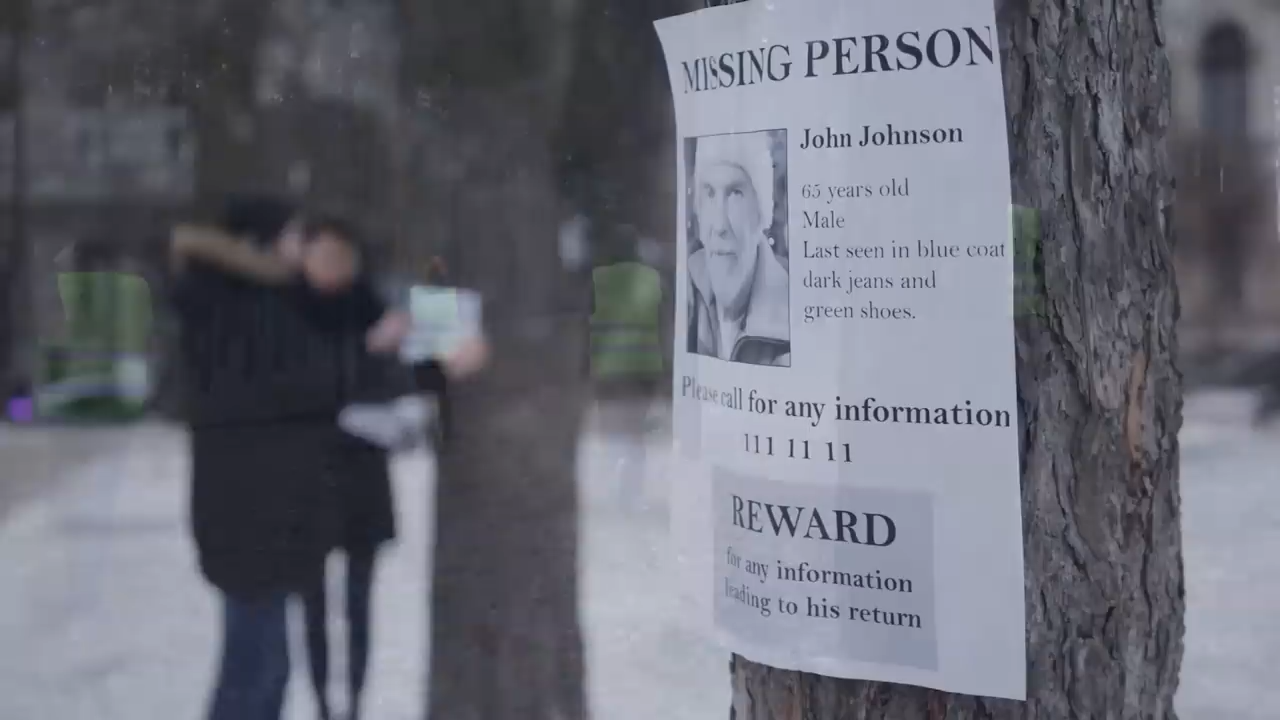 MISSING PERSON
John Johnson
65 years old
Male
Last seen in blue coat
dark jeans and
green shoes.
Please call for any information
111 11 11
REWARD
for any information
leading to his return